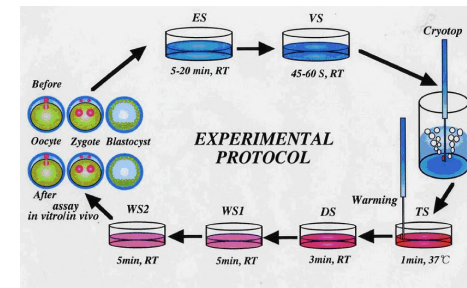 ES
VS
Cryotop
5-20 min, RT
45-60 S, RT
Before
Oocyte Zygote Blastocyst
EXPERIMENTAL
PROTOCOL
After
assay
in vitro/in vivo
Warming
WS2
WS1
DS
TS
5min, RT
5min, RT
3min, RT
1min, 37℃